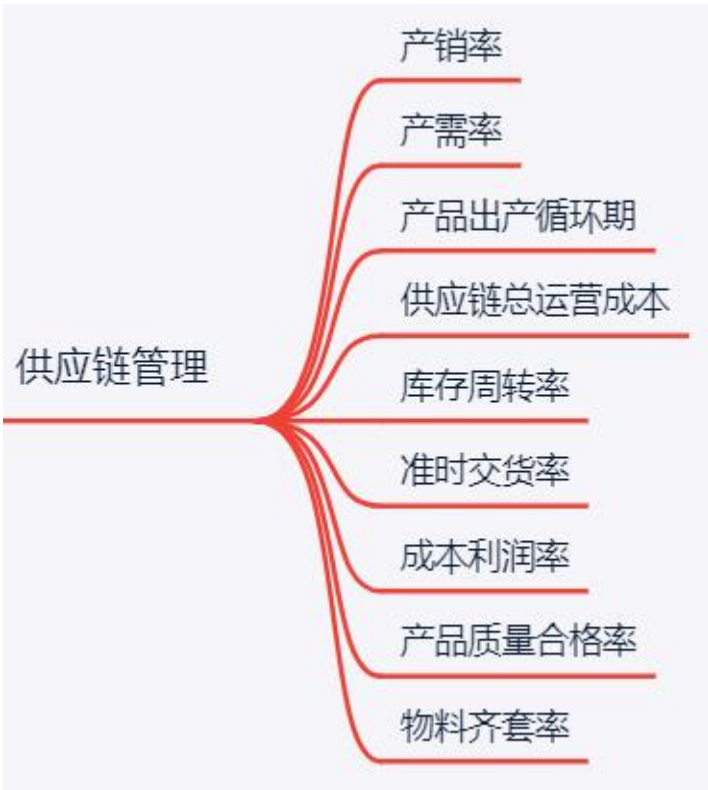 产销率
产需率
产品出产循环期
供应链总运营成本
供应链管理
库存周转率
准时交货率
成本利润率
产品质量合格率
物料齐套率